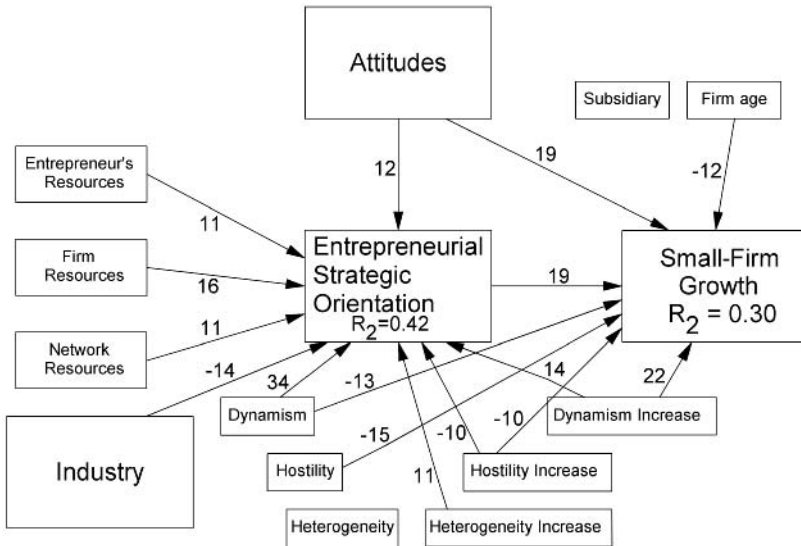 Attitudes
Subsidiary
Firm age
Entrepreneur's
Resources
12
19
-12
11
Firm
Resources
16
Entrepreneurial
Strategic
Orientation
R2=0.42
19
Small-Firm
Growth
R2 = 0.30
Network
Resources
11
-14
34
-13
14
22
Dynamism
Dynamism Increase
-15
-10
-10
Industry
Hostility
11
Hostility Increase
Heterogeneity
Heterogeneity Increase